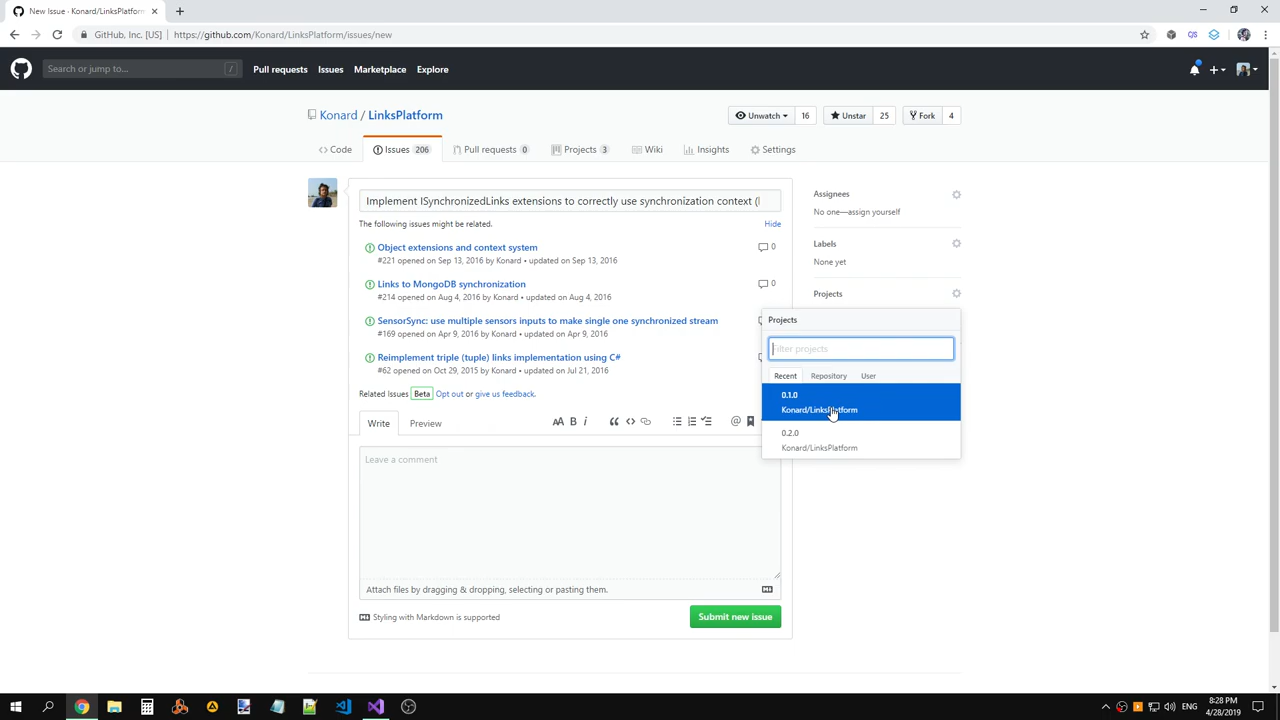 New Issue · Konard/LinksPlatform
GitHub, Inc. [US] | https://github.com/Konard/LinksPlatform/issues/new
Search or jump to... /
Pull requests Issues Marketplace Explore
Konard / LinksPlatform
Unwatch 16 Unstar 25 Fork 4
Code Issues 206 Pull requests 0 Projects 3 Wiki Insights Settings
Implement ISynchronizedLinks extensions to correctly use synchronization context (
Assignees
No one—assign yourself
The following issues might be related. Hide
Object extensions and context system 0
#221 opened on Sep 13, 2016 by Konard • updated on Sep 13, 2016
Labels
None yet
Links to MongoDB synchronization 0
#214 opened on Aug 4, 2016 by Konard • updated on Aug 4, 2016
Projects
SensorSync: use multiple sensors inputs to make single one synchronized stream
#169 opened on Apr 9, 2016 by Konard • updated on Apr 9, 2016
Reimplement triple (tuple) links implementation using C#
#62 opened on Oct 29, 2015 by Konard • updated on Jul 21, 2016
Related Issues Beta Opt out or give us feedback.
Projects
Filter projects
Recent Repository User
0.1.0
Konard/LinksPlatform
0.2.0
Konard/LinksPlatform
Write Preview AA B i “ <> @
Leave a comment
Attach files by dragging & dropping, selecting or pasting them.
Styling with Markdown is supported
Submit new issue
ENG
8:28 PM
4/28/2019